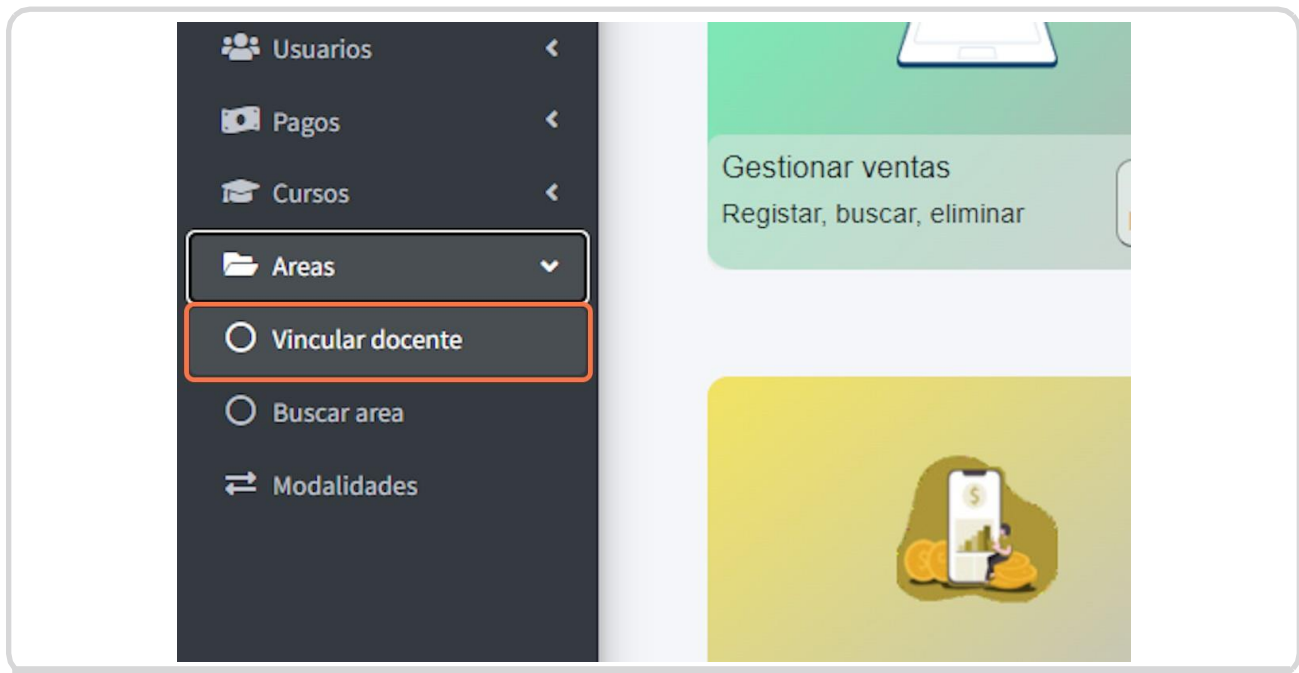 Usuarios
Pagos
Cursos
Areas
Vincular docente
Buscar area
Modalidades
Gestionar ventas
Registar, buscar, eliminar
$